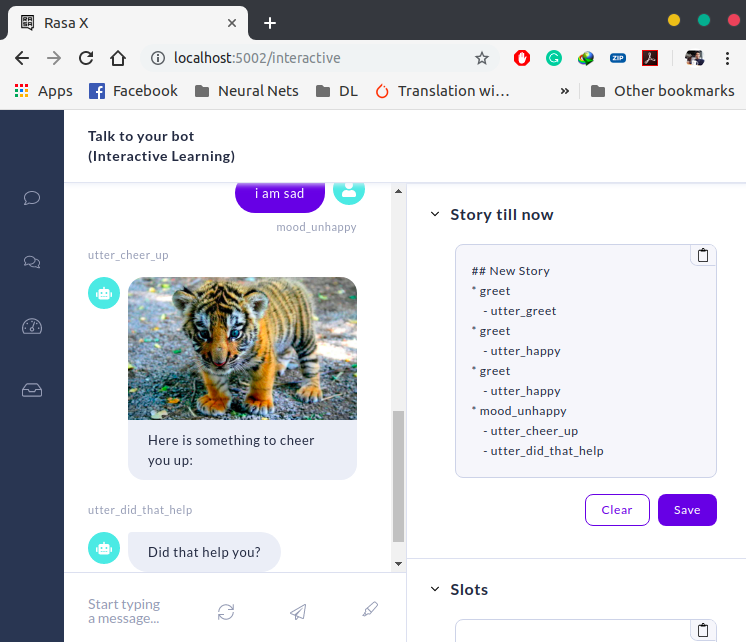 Rasa X
localhost:5002/interactive
ZIP
Apps
Facebook
Neural Nets
DL
Translation wi...
»
Other bookmarks
Talk to your bot
(Interactive Learning)
i am sad
mood_unhappy
utter_cheer_up
Here is something to cheer
you up:
utter_did_that_help
Did that help you?
Start typing
a message...
Story till now
## New Story
* greet
- utter_greet
* greet
- utter_happy
* greet
- utter_happy
* mood_unhappy
- utter_cheer_up
- utter_did_that_help
Clear
Save
Slots